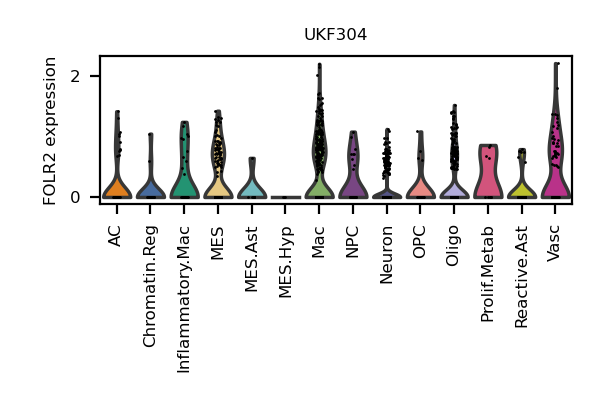 UKF304
FOLR2 expression
2
0
AC
Chromatin.Reg
Inflammatory.Mac
MES
MES.Ast
MES.Hyp
Mac
NPC
Neuron
OPC
Oligo
Prolif.Metab
Reactive.Ast
Vasc